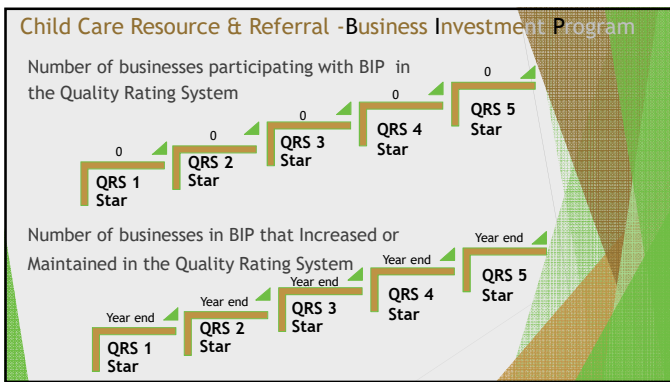 Child Care Resource & Referral -Business Investment Program
Number of businesses participating with BIP in
the Quality Rating System
0
QRS 1
Star
0
QRS 2
Star
0
QRS 3
Star
0
QRS 4
Star
0
QRS 5
Star
Number of businesses in BIP that Increased or
Maintained in the Quality Rating System
Year end
QRS 1
Star
Year end
QRS 2
Star
Year end
QRS 3
Star
Year end
QRS 4
Star
Year end
QRS 5
Star